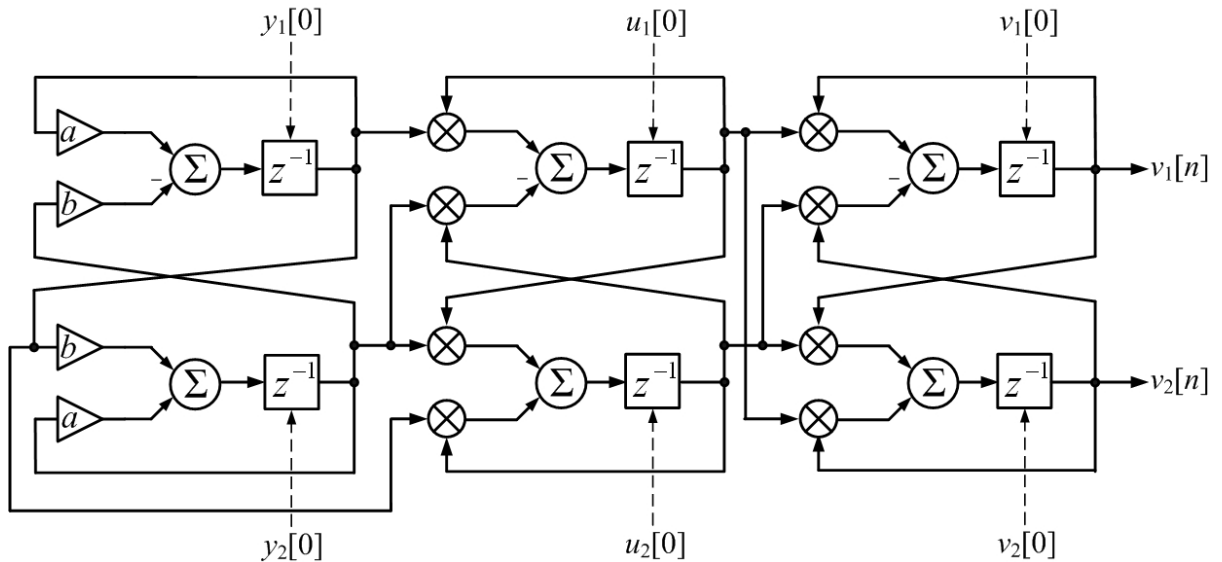 y₁[0] u₁[0] v₁[0]
a Σ z⁻¹ Σ z⁻¹ Σ z⁻¹ v₁[n]
–
–
–
b
b Σ z⁻¹ Σ z⁻¹ Σ z⁻¹ v₂[n]
a
y₂[0] u₂[0] v₂[0]